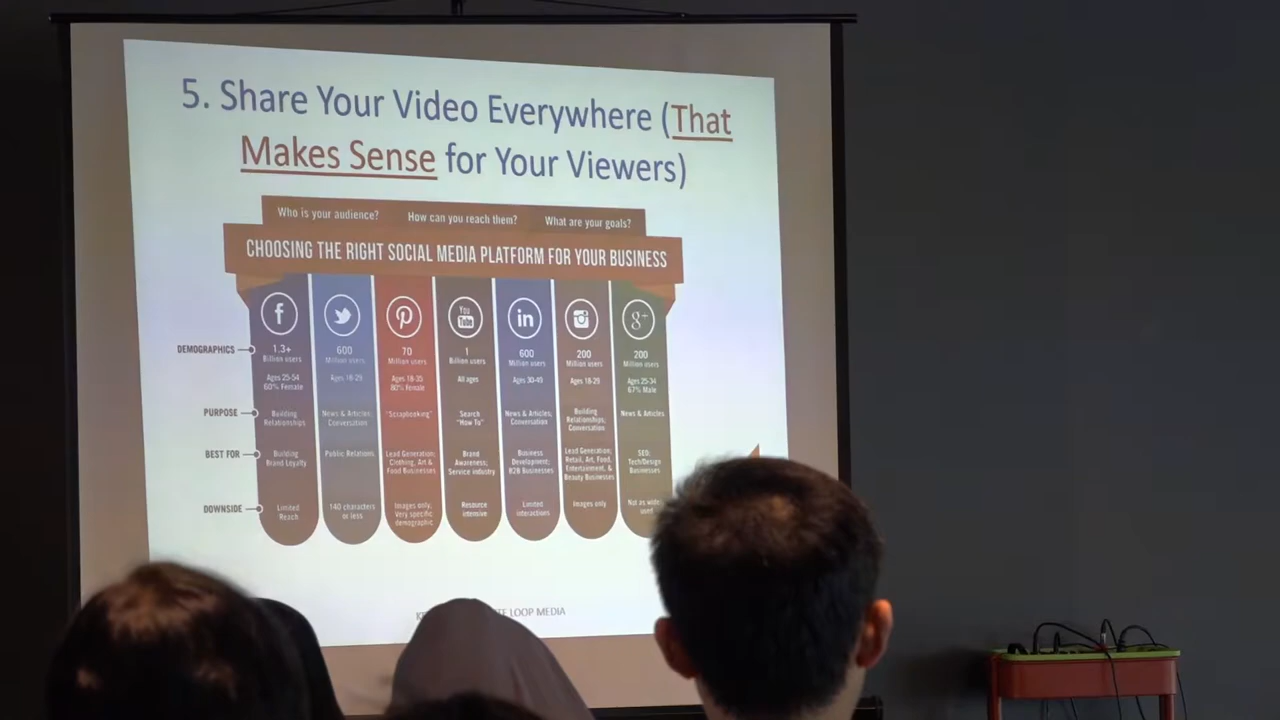 5. Share Your Video Everywhere (That
Makes Sense for Your Viewers)
Who is your audience? How can you reach them? What are your goals?
CHOOSING THE RIGHT SOCIAL MEDIA PLATFORM FOR YOUR BUSINESS
f
in
You
Tube
g+
DEMOGRAPHICS
1.3+
Billion users
Ages 25-54
60% Female
600
Million users
Ages 18-29
70
Million users
Ages 18-35
80% Female
1
Billion users
All ages
600
Million users
Ages 30-49
200
Million users
Ages 18-29
200
Million users
Ages 25-34
67% Male
PURPOSE
Building
Relationships
News & Articles;
Conversation
"Scrapbooking"
Search
"How To"
News & Articles;
Conversation
Building
Relationships;
Conversation
News & Articles
BEST FOR
Building
Brand Loyalty
Public Relations
Lead Generation;
Clothing, Art &
Food Businesses
Brand
Awareness;
Service industry
Business
Development;
B2B Businesses
Lead Generation;
Retail, Art, Food,
Entertainment, &
Beauty Businesses
SEO;
Tech/Design
Businesses
DOWNSIDE
Limited
Reach
140 characters
or less
Images only;
Very specific
demographic
Resource
intensive
Limited
interactions
Images only
Not as
used
LOOP MEDIA